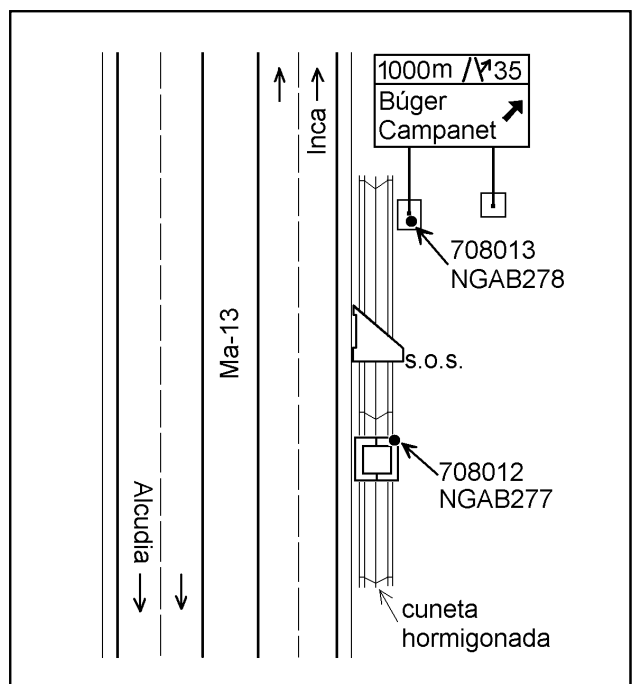 1000m 35
Búger
Campanet
Inca
708013
NGAB278
Ma-13
s.o.s.
708012
NGAB277
Alcudia
cuneta
hormigonada